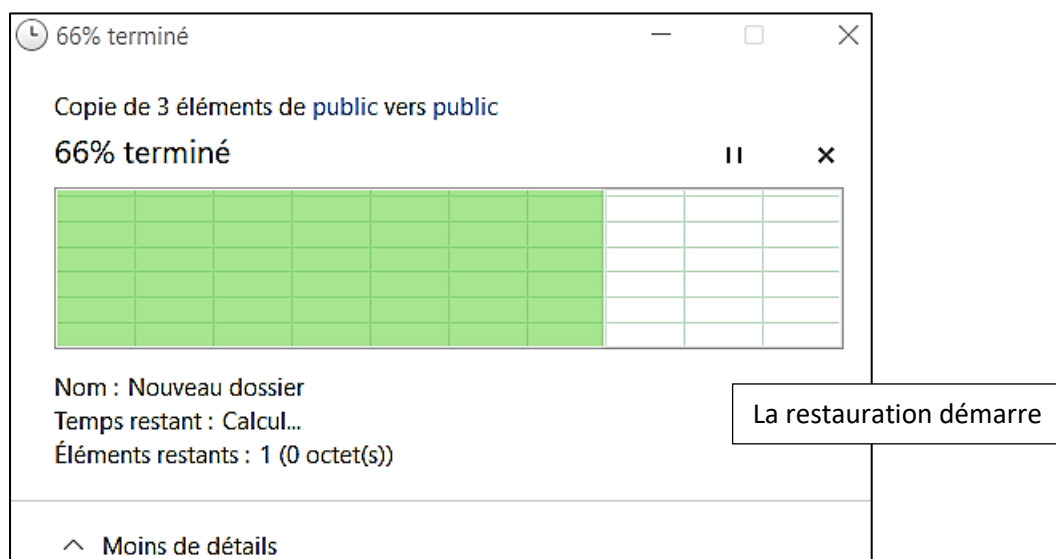 66% terminé
Copie de 3 éléments de public vers public
66% terminé
Nom : Nouveau dossier
Temps restant : Calcul...
Éléments restants : 1 (0 octet(s))
La restauration démarre
Moins de détails